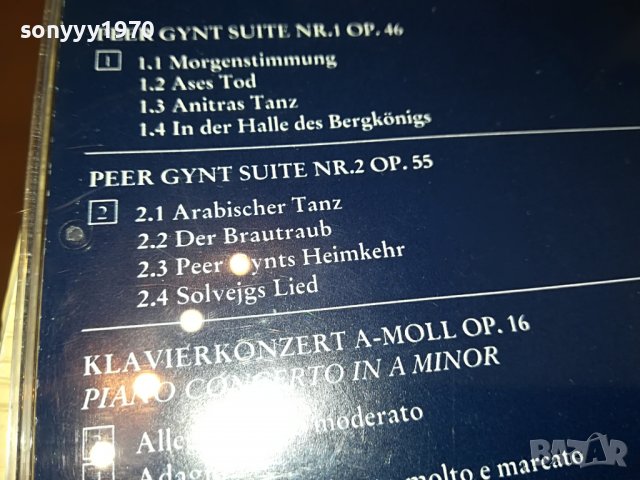 sonyyy1970
PEER GYNT SUITE NR.1 OP. 46
1 1.1 Morgenstimmung
1.2 Ases Tod
1.3 Anitras Tanz
1.4 In der Halle des Bergkönigs
PEER GYNT SUITE NR.2 OP. 55
2 2.1 Arabischer Tanz
2.2 Der Brautraub
2.3 Peer Gynts Heimkehr
2.4 Solvejgs Lied
KLAVIERKONZERT A-MOLL OP. 16
PIANO CONCERTO IN A MINOR
3 moderato
molto e marcato
BAZAR